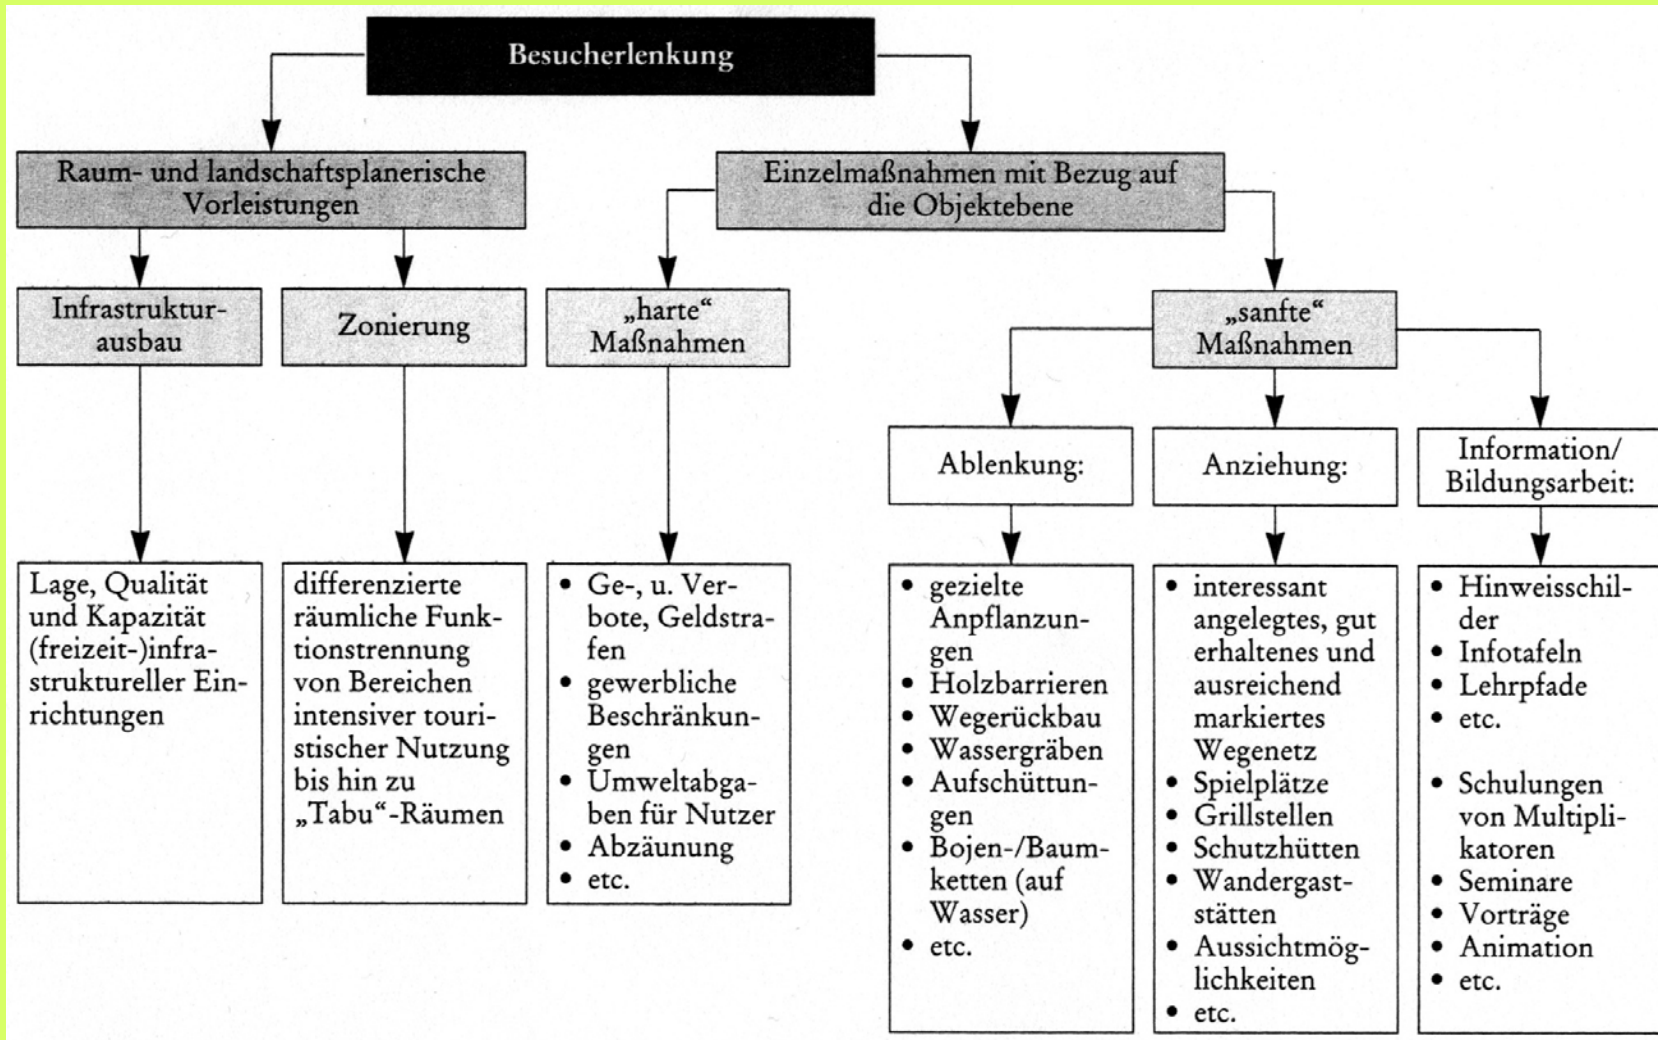 Besucherlenkung
Raum- und landschaftsplanerische
Vorleistungen
Einzelmaßnahmen mit Bezug auf
die Objektebene
Infrastruktur-
ausbau
Zonierung
„harte“
Maßnahmen
„sanfte“
Maßnahmen
Ablenkung:
Anziehung:
Information/
Bildungsarbeit:
Lage, Qualität
und Kapazität
(freizeit-)infra-
struktureller Ein-
richtungen
differenzierte
räumliche Funk-
tionstrennung
von Bereichen
intensiver touri-
stischer Nutzung
bis hin zu
„Tabu“-Räumen
• Ge-, u. Ver-
bote, Geldstra-
fen
• gewerbliche
Beschränkun-
gen
• Umweltabga-
ben für Nutzer
• Abzäunung
• etc.
• gezielte
Anpflanzun-
gen
• Holzbarrieren
• Wegerückbau
• Wassergräben
• Aufschüttun-
gen
• Bojen-/Baum-
ketten (auf
Wasser)
• etc.
• interessant
angelegtes, gut
erhaltenes und
ausreichend
markiertes
Wegenetz
• Spielplätze
• Grillstellen
• Schutzhütten
• Wandergast-
stätten
• Aussichtmög-
lichkeiten
• etc.
• Hinweisschil-
der
• Infotafeln
• Lehrpfade
• etc.
• Schulungen
von Multipli-
katoren
• Seminare
• Vorträge
• Animation
• etc.